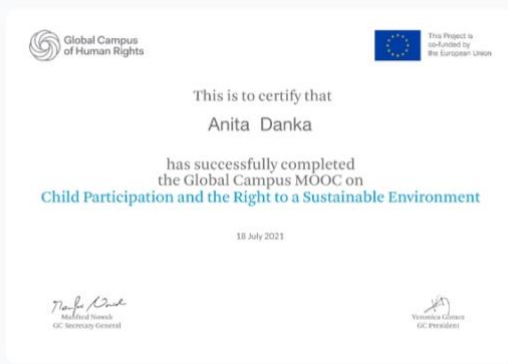 Global Campus
of Human Rights
This Project is
co-funded by
the European Union
This is to certify that
Anita Danka
has successfully completed
the Global Campus MOOC on
Child Participation and the Right to a Sustainable Environment
18 July 2021
Manfred Nowak
GC Secretary General
Veronica Gómez
GC President